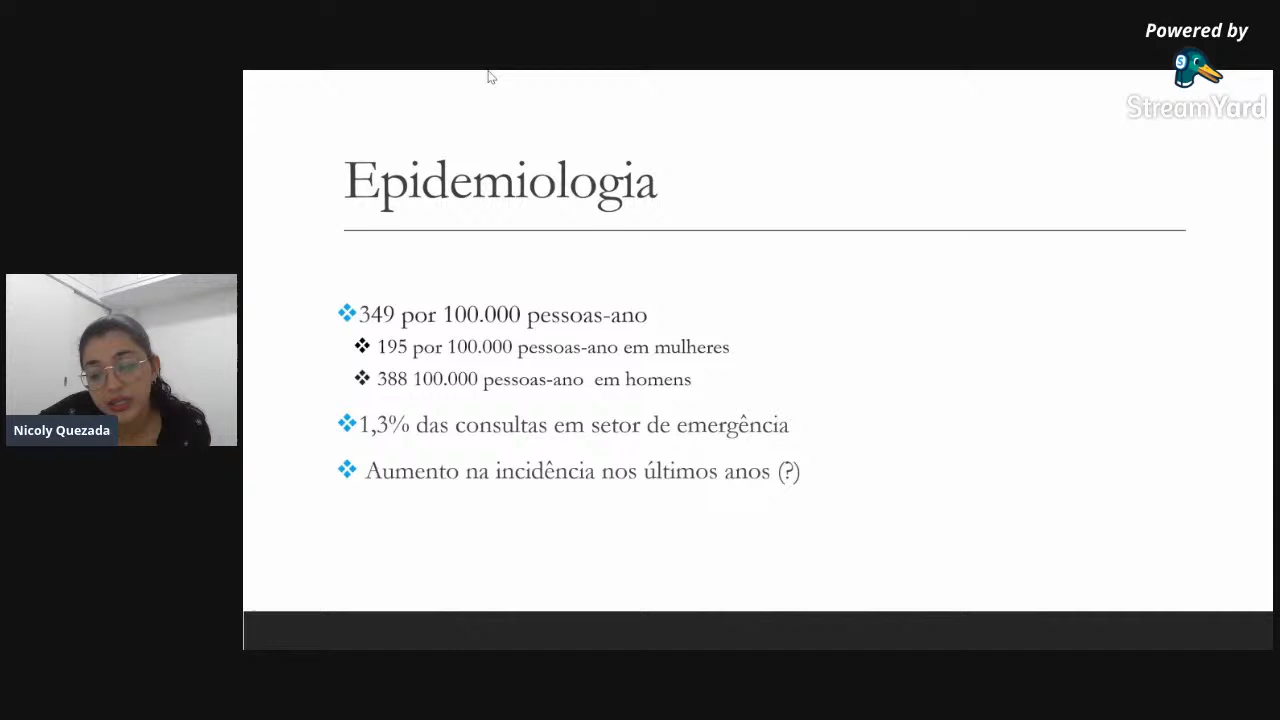 Powered by
StreamYard
Epidemiologia
349 por 100.000 pessoas-ano
195 por 100.000 pessoas-ano em mulheres
388 100.000 pessoas-ano em homens
1,3% das consultas em setor de emergência
Aumento na incidência nos últimos anos (?)
Nicoly Quezada